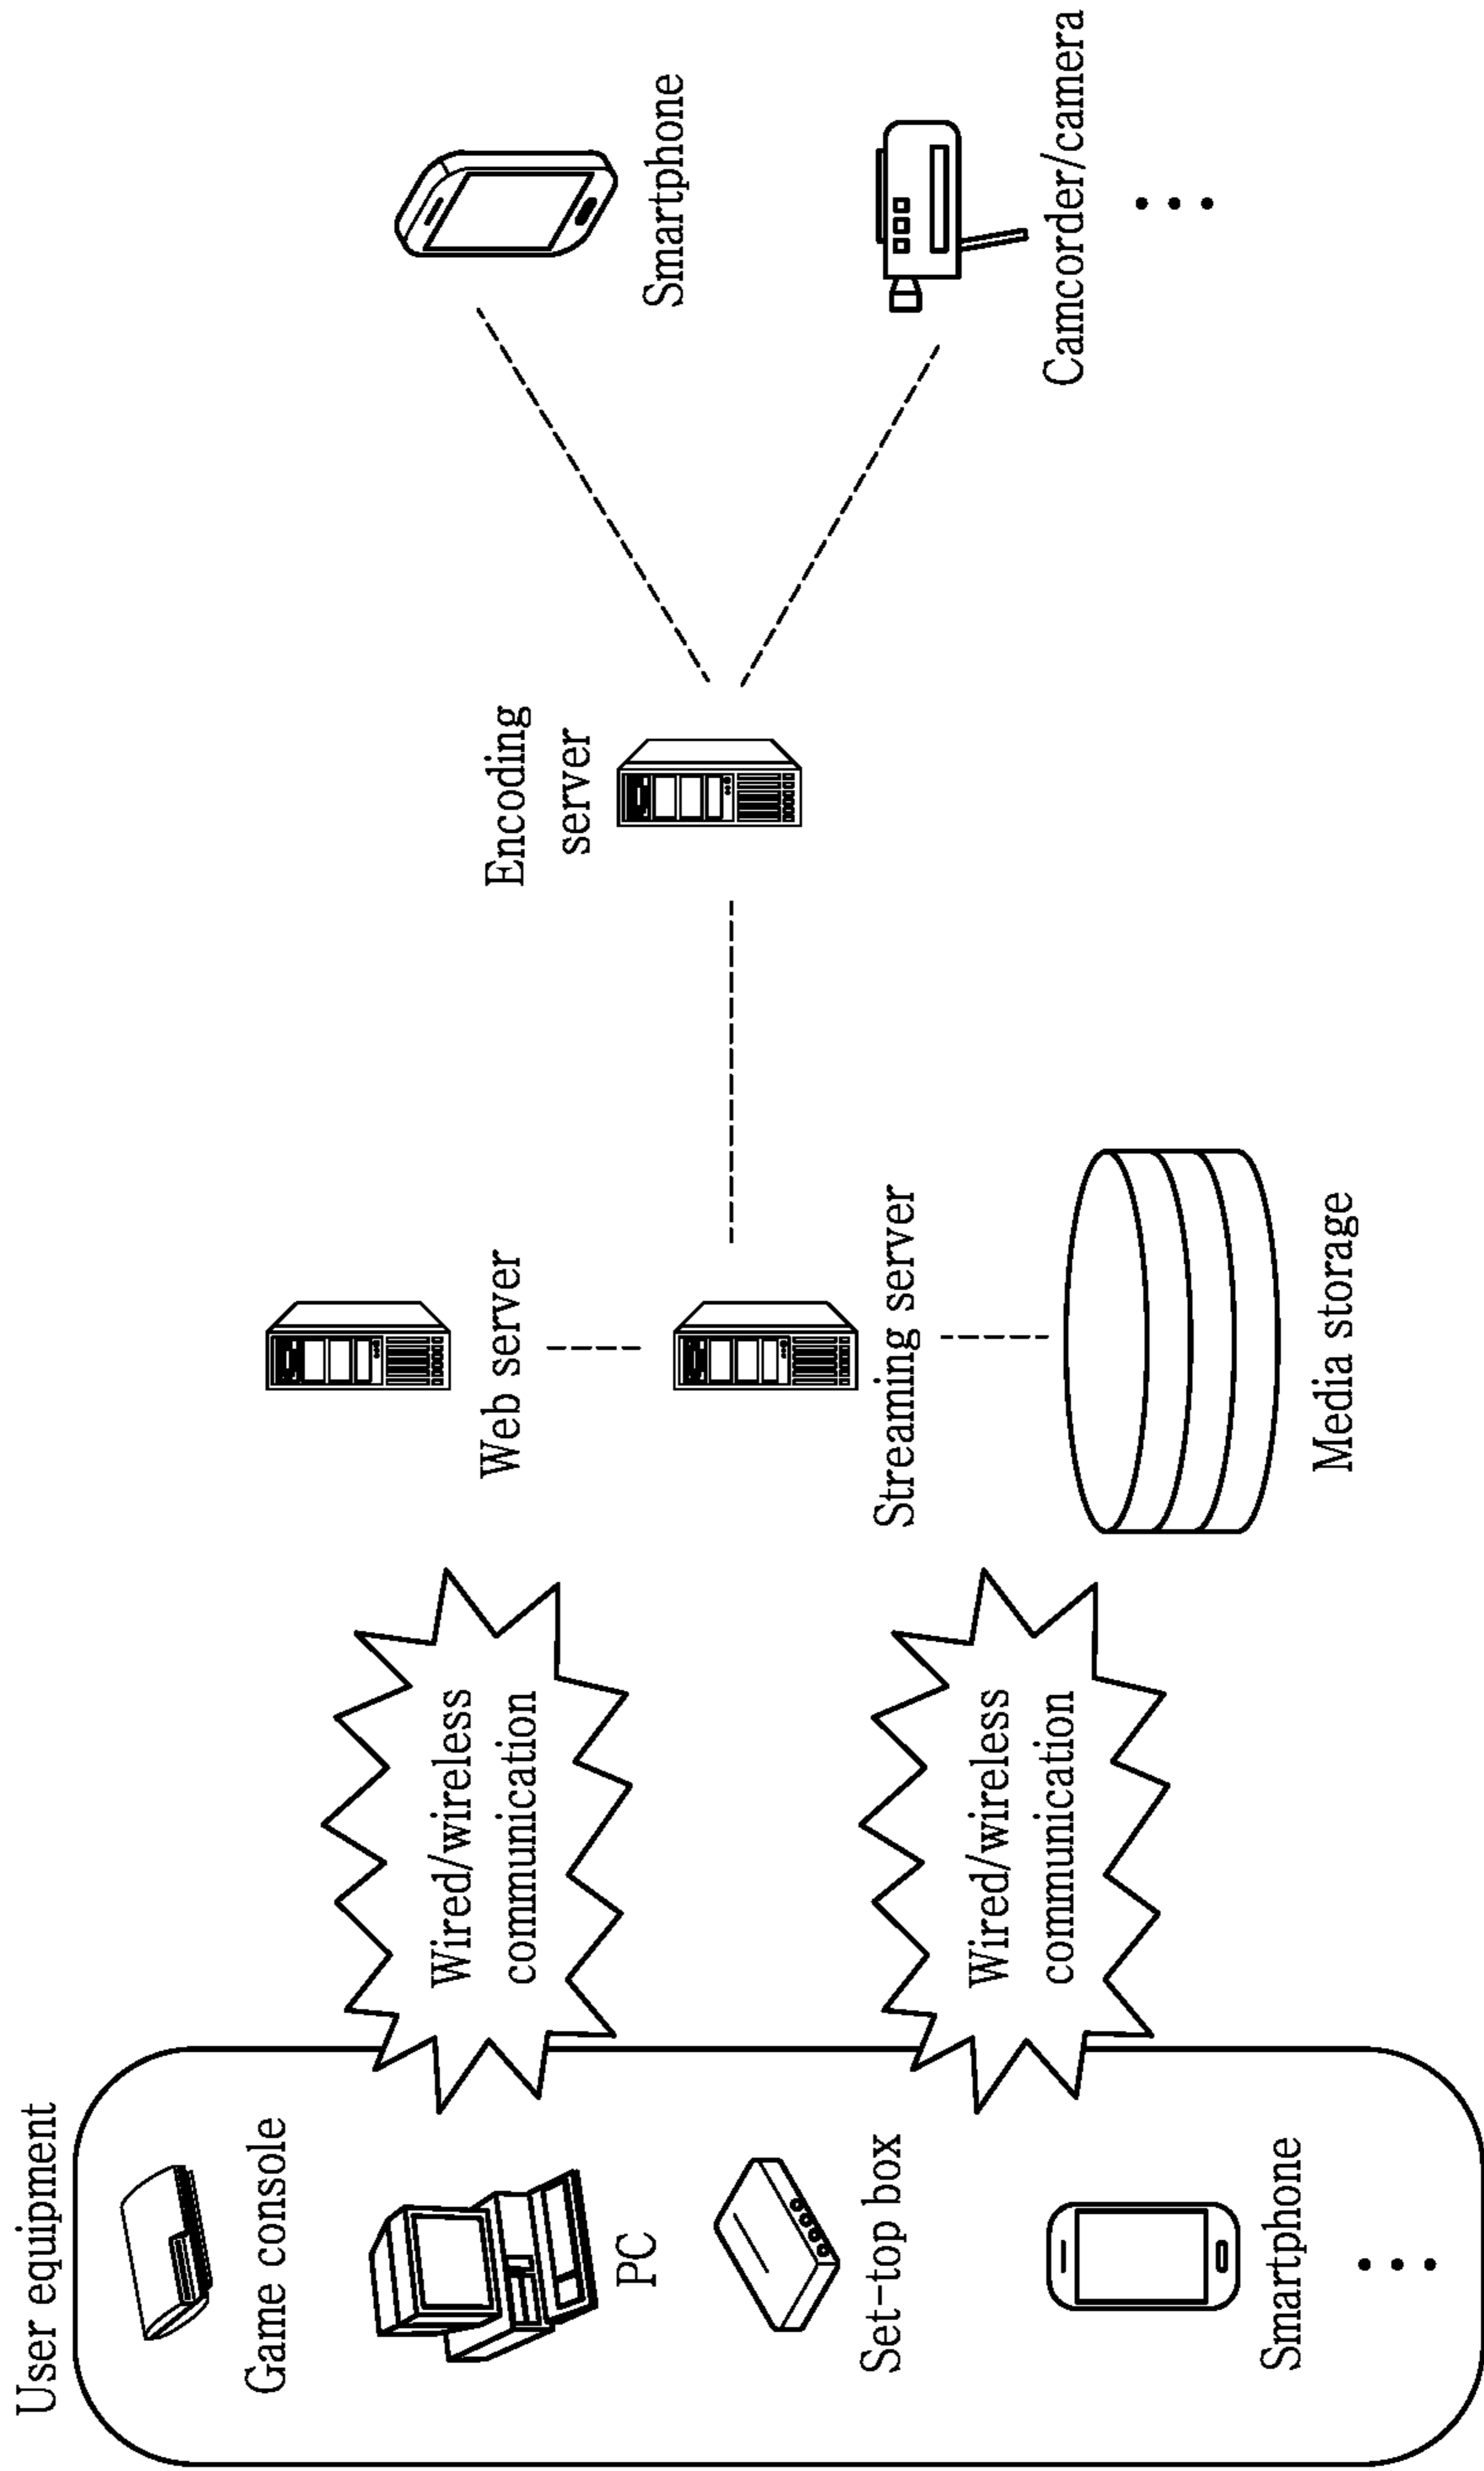 User equipment
Game console
PC
Set-top box
Smartphone
Wired/wireless
communication
Wired/wireless
communication
Web server
Streaming server
Media storage
Encoding
server
Smartphone
Camcorder/camera